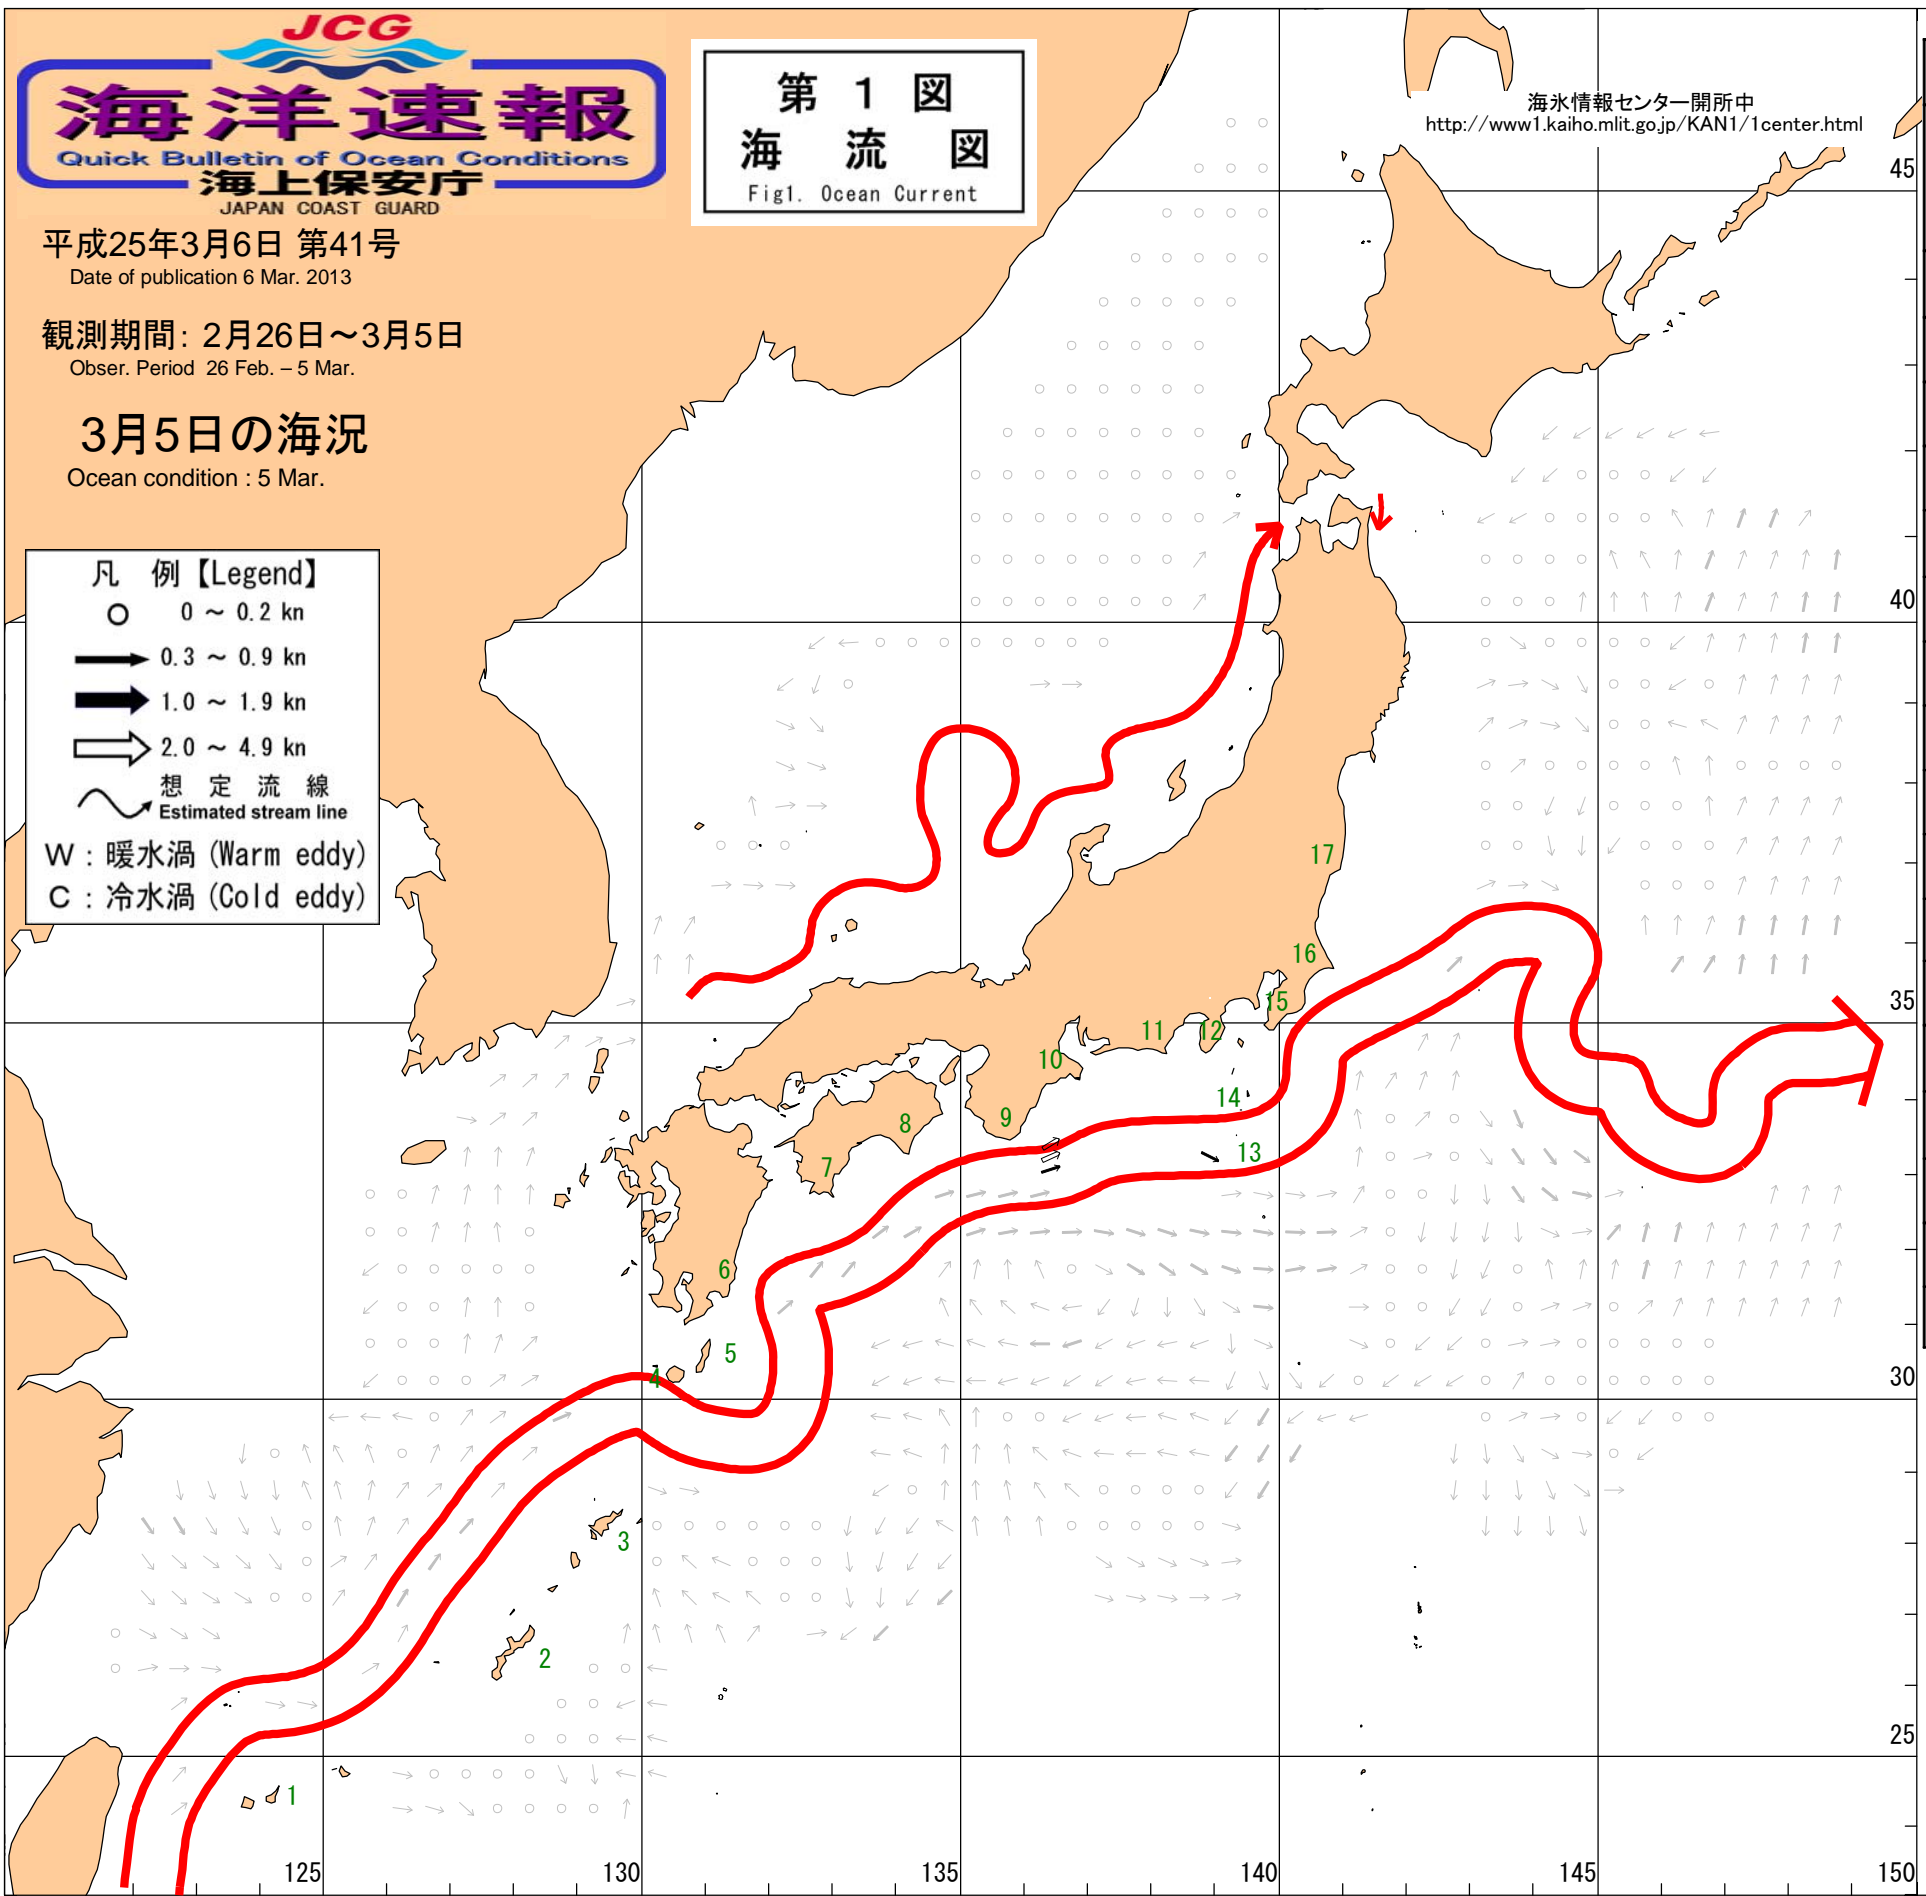 JCG
海洋速報
Quick Bulletin of Ocean Conditions
海上保安庁
JAPAN COAST GUARD
平成25年3月6日 第41号
Date of publication 6 Mar. 2013
観測期間: 2月26日～3月5日
Obser. Period 26 Feb. – 5 Mar.
3月5日の海況
Ocean condition : 5 Mar.
第 1 図
海 流 図
Fig1. Ocean Current
海氷情報センター開所中
http://www1.kaiho.mlit.go.jp/KAN1/1center.html
凡 例【Legend】
0 ～ 0.2 kn
0.3 ～ 0.9 kn
1.0 ～ 1.9 kn
2.0 ～ 4.9 kn
想 定 流 線
Estimated stream line
W : 暖水渦 (Warm eddy)
C : 冷水渦 (Cold eddy)
45
40
17
16
35
15
12
11
10
14
9
8
13
7
6
5
4
30
3
2
25
1
125
130
135
140
145
150